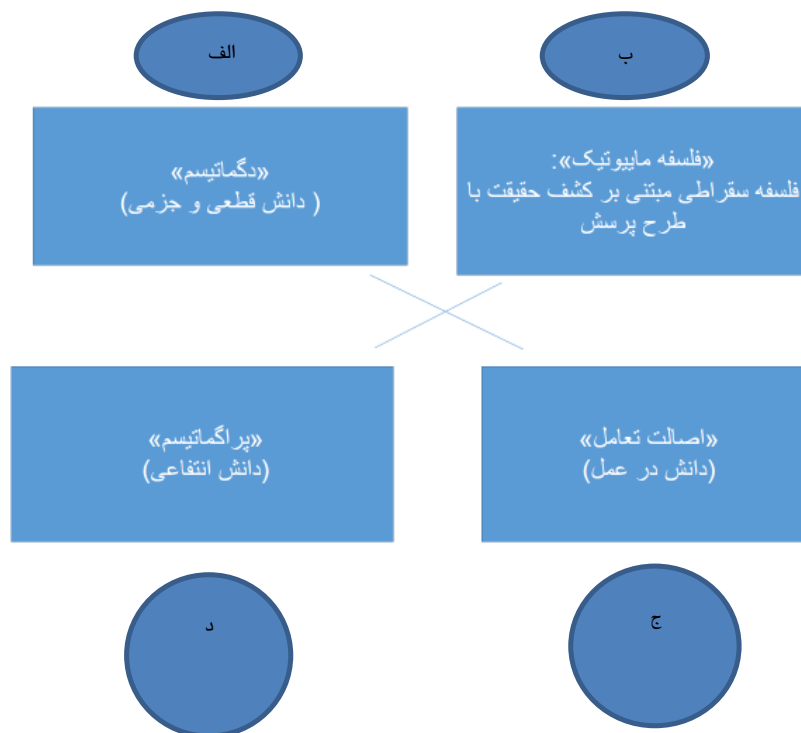 ب
الف
«فلسفه ماییوتیک»:
فلسفه سقراطی مبتنی بر کشف حقیقت با
طرح پرسش
«دگماتیسم»
( دانش قطعی و جزمی)
«اصالت تعامل»
(دانش در عمل)
«پراگماتیسم»
(دانش انتفاعی)
ج
د